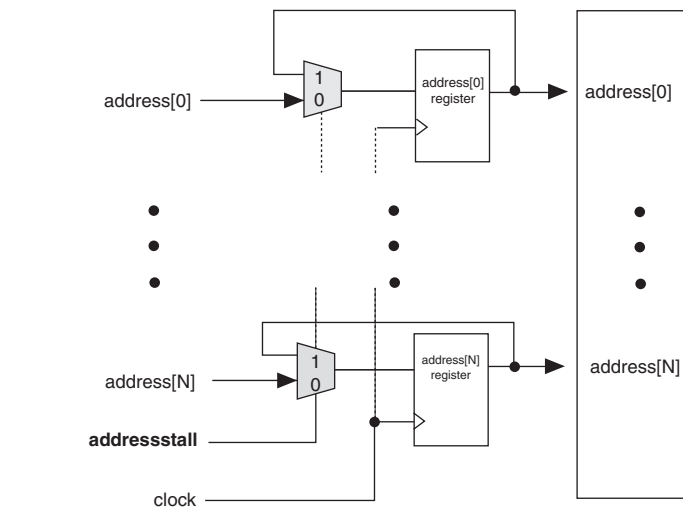 1
0
address[0]
address[0]
register
address[0]
1
0
address[N]
address[N]
register
address[N]
addressstall
clock